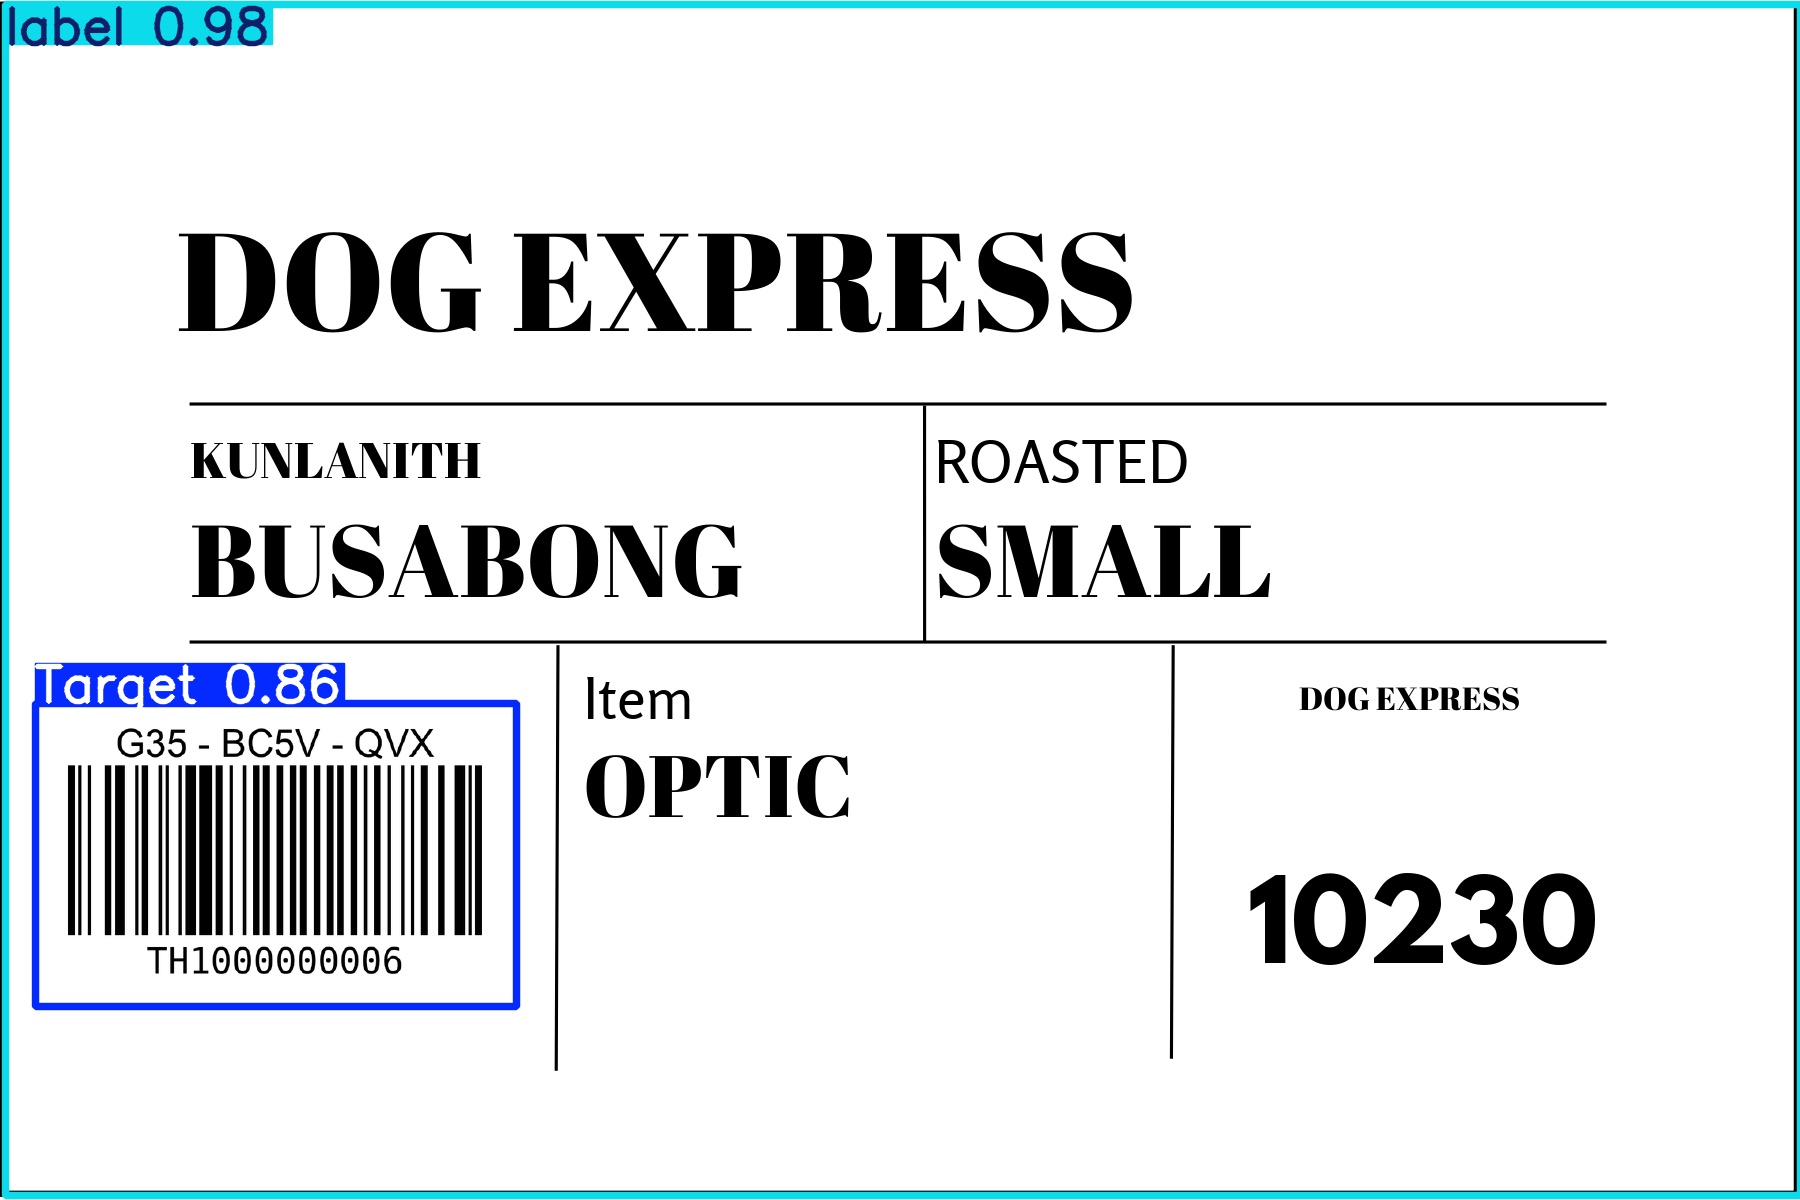 label 0.98
DOG EXPRESS
KUNLANITH
BUSABONG
ROASTED
SMALL
Target 0.86
G35 - BC5V - QVX
TH1000000006
Item
OPTIC
DOG EXPRESS
10230